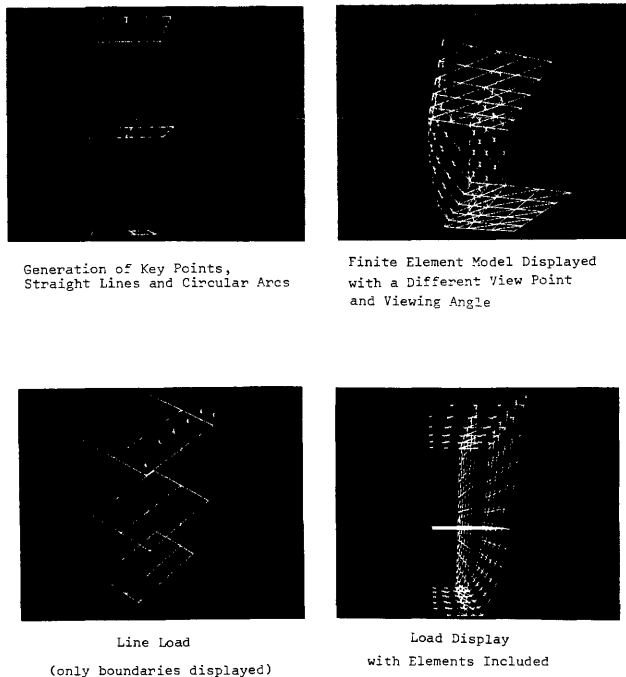 Generation of Key Points,
Straight Lines and Circular Arcs
Finite Element Model Displayed
with a Different View Point
and Viewing Angle
Line Load
(only boundaries displayed)
Load Display
with Elements Included